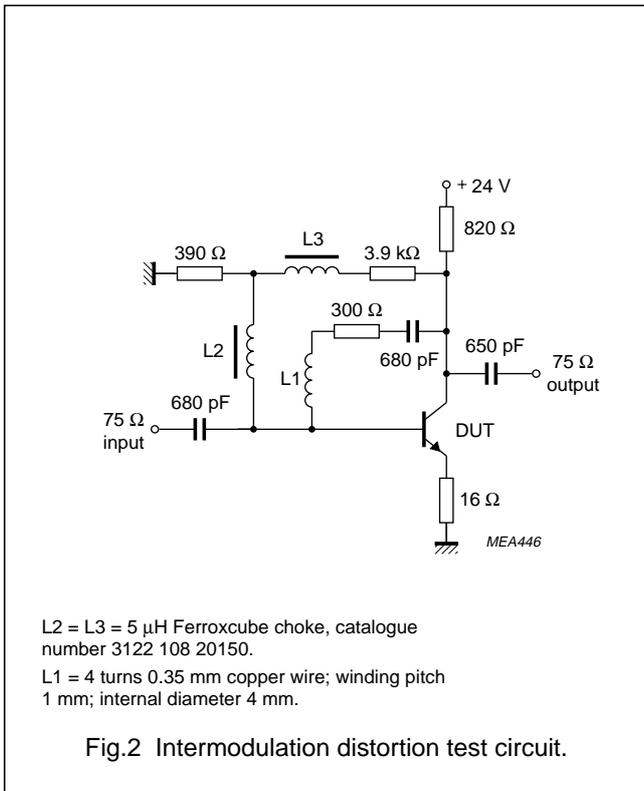 + 24 V
820 Ω
L3
390 Ω
3.9 kΩ
300 Ω
L2
680 pF
650 pF
L1
75 Ω
output
680 pF
75 Ω
input
DUT
16 Ω
MEA446
L2 = L3 = 5 µH Ferroxcube choke, catalogue
number 3122 108 20150.
L1 = 4 turns 0.35 mm copper wire; winding pitch
1 mm; internal diameter 4 mm.
Fig.2 Intermodulation distortion test circuit.